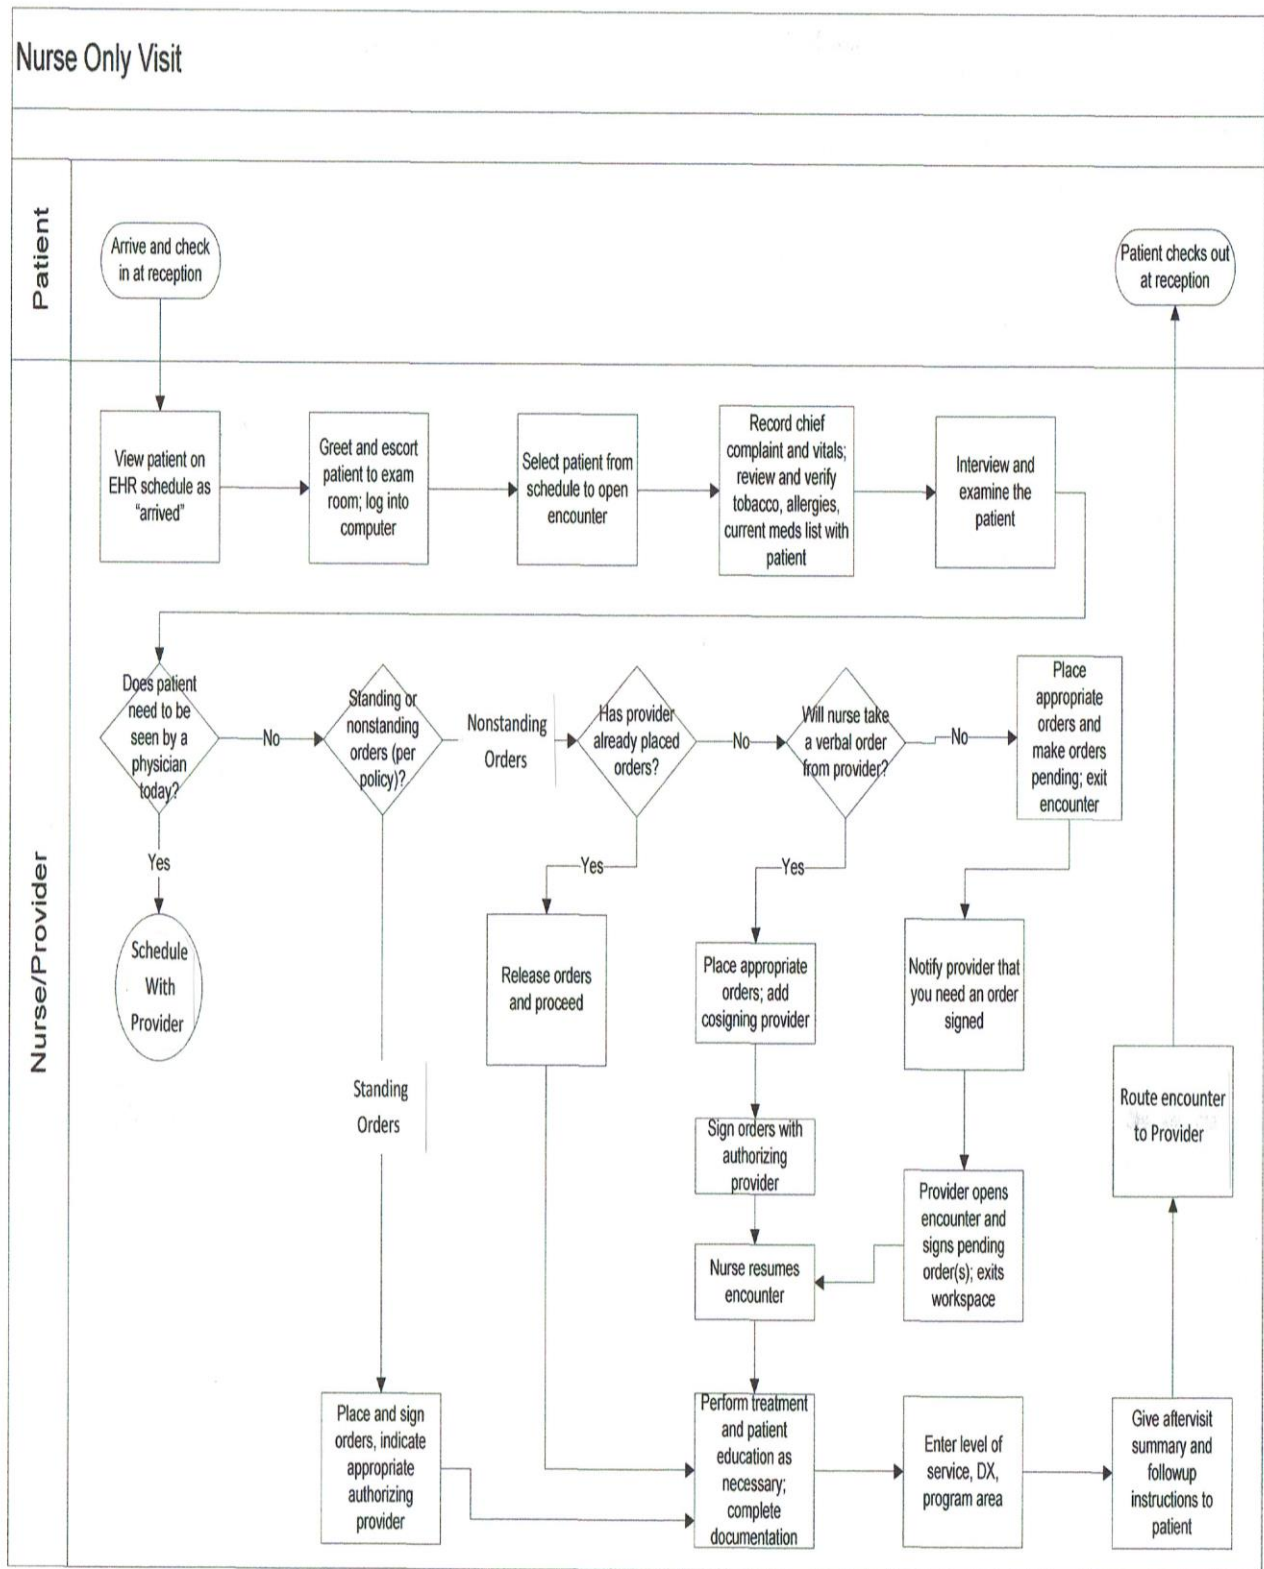 Nurse Only Visit
Patient
Arrive and check
in at reception
Patient checks out
at reception
Nurse/Provider
View patient on
EHR schedule as
“arrived”
Greet and escort
patient to exam
room; log into
computer
Select patient from
schedule to open
encounter
Record chief
complaint and vitals;
review and verify
tobacco, allergies,
current meds list with
patient
Interview and
examine the
patient
Does patient
need to be
seen by a
physician
today?
No
Yes
Schedule
With
Provider
Standing or
nonstanding
orders (per
policy)?
Nonstanding
Orders
Standing
Orders
Has provider
already placed
orders?
No
Yes
Will nurse take
a verbal order
from provider?
No
Yes
Place
appropriate
orders and
make orders
pending; exit
encounter
Release orders
and proceed
Place appropriate
orders; add
cosigning provider
Notify provider that
you need an order
signed
Sign orders with
authorizing
provider
Provider opens
encounter and
signs pending
order(s); exits
workspace
Nurse resumes
encounter
Route encounter
to Provider
Place and sign
orders, indicate
appropriate
authorizing
provider
Perform treatment
and patient
education as
necessary;
complete
documentation
Enter level of
service, DX,
program area
Give aftervisit
summary and
followup
instructions to
patient